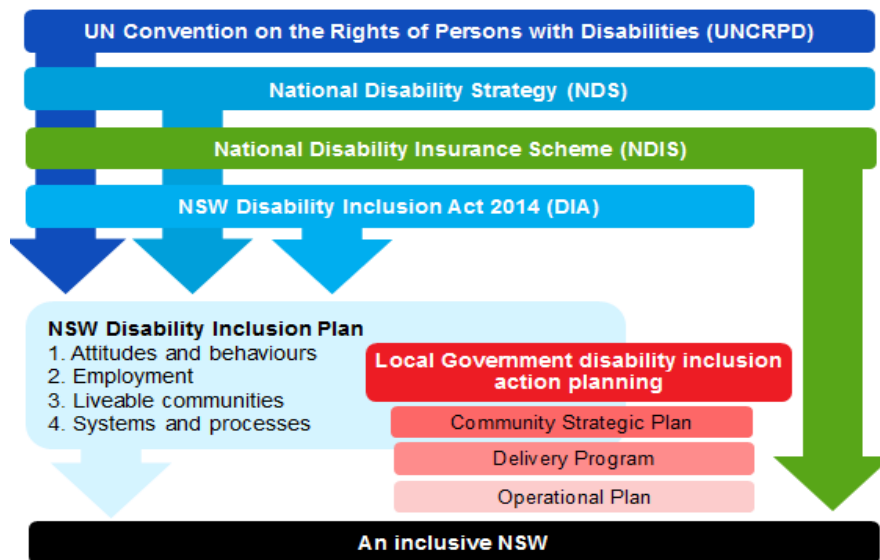 UN Convention on the Rights of Persons with Disabilities (UNCRPD)
National Disability Strategy (NDS)
National Disability Insurance Scheme (NDIS)
NSW Disability Inclusion Act 2014 (DIA)
NSW Disability Inclusion Plan
1. Attitudes and behaviours
2. Employment
3. Liveable communities
4. Systems and processes
Local Government disability inclusion
action planning
Community Strategic Plan
Delivery Program
Operational Plan
An inclusive NSW